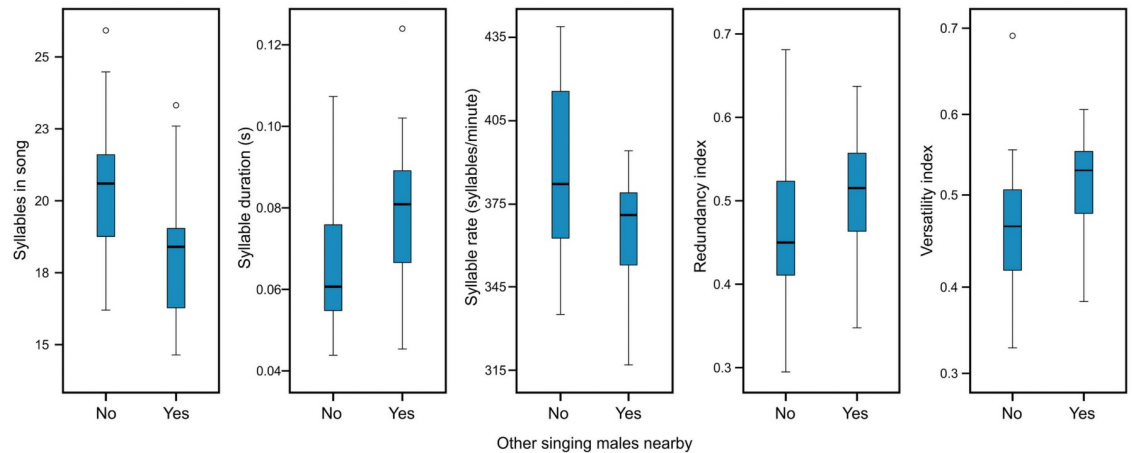 Syllables in song
25
23
20
18
15
No Yes
Syllable duration (s)
0.12
0.10
0.08
0.06
0.04
No Yes
Syllable rate (syllables/minute)
435
405
375
345
315
No Yes
Redundancy index
0.7
0.6
0.5
0.4
0.3
No Yes
Versatility index
0.7
0.6
0.5
0.4
0.3
No Yes
Other singing males nearby